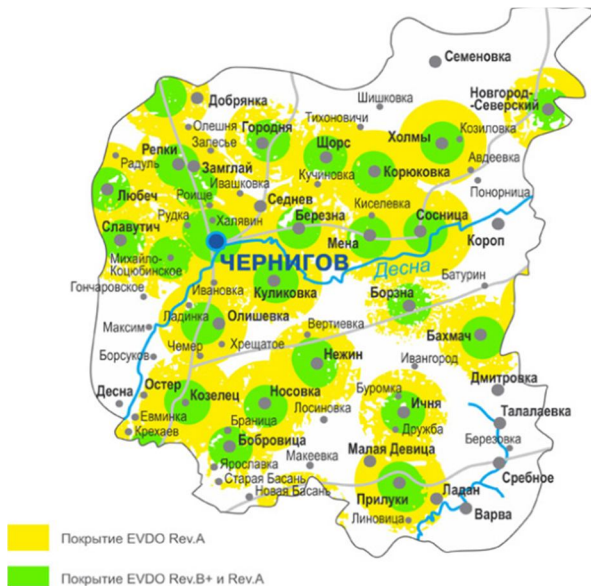 Семеновка
Добрянка
Шишковка
Новгород-
-Северский
Олешня
Городня
Тихоновичи
Холмы
Козиловка
Залесье
Щорс
Репки
Радуль
Замглай
Кучиновка
Корюковка
Авдеевка
Ивашковка
Любеч
Роище
Седнев
Понорница
Киселевка
Рудка
Халявин
Березна
Сосница
Славутич
Мена
Короп
ЧЕРНИГОВ
Михайло-
Коцюбинское
Десна
Батурин
Гончаровское
Ивановка
Куликовка
Борзна
Ладинка
Олишевка
Вертиевка
Максим
Бахмач
Чемер
Хрещатое
Борсуков
Нежин
Ивангород
Десна
Остер
Козелец
Носовка
Буромка
Дмитровка
Ичня
Талалаевка
Евминка
Лосиновка
Браница
Крехаев
Дружба
Березовка
Бобровица
Макеевка
Малая Девица
Ярославка
Сребное
Старая Басань
Прилуки
Новая Басань
Ладан
Линовица
Варва
Покрытие EVDO Rev.A
Покрытие EVDO Rev.B+ и Rev.A